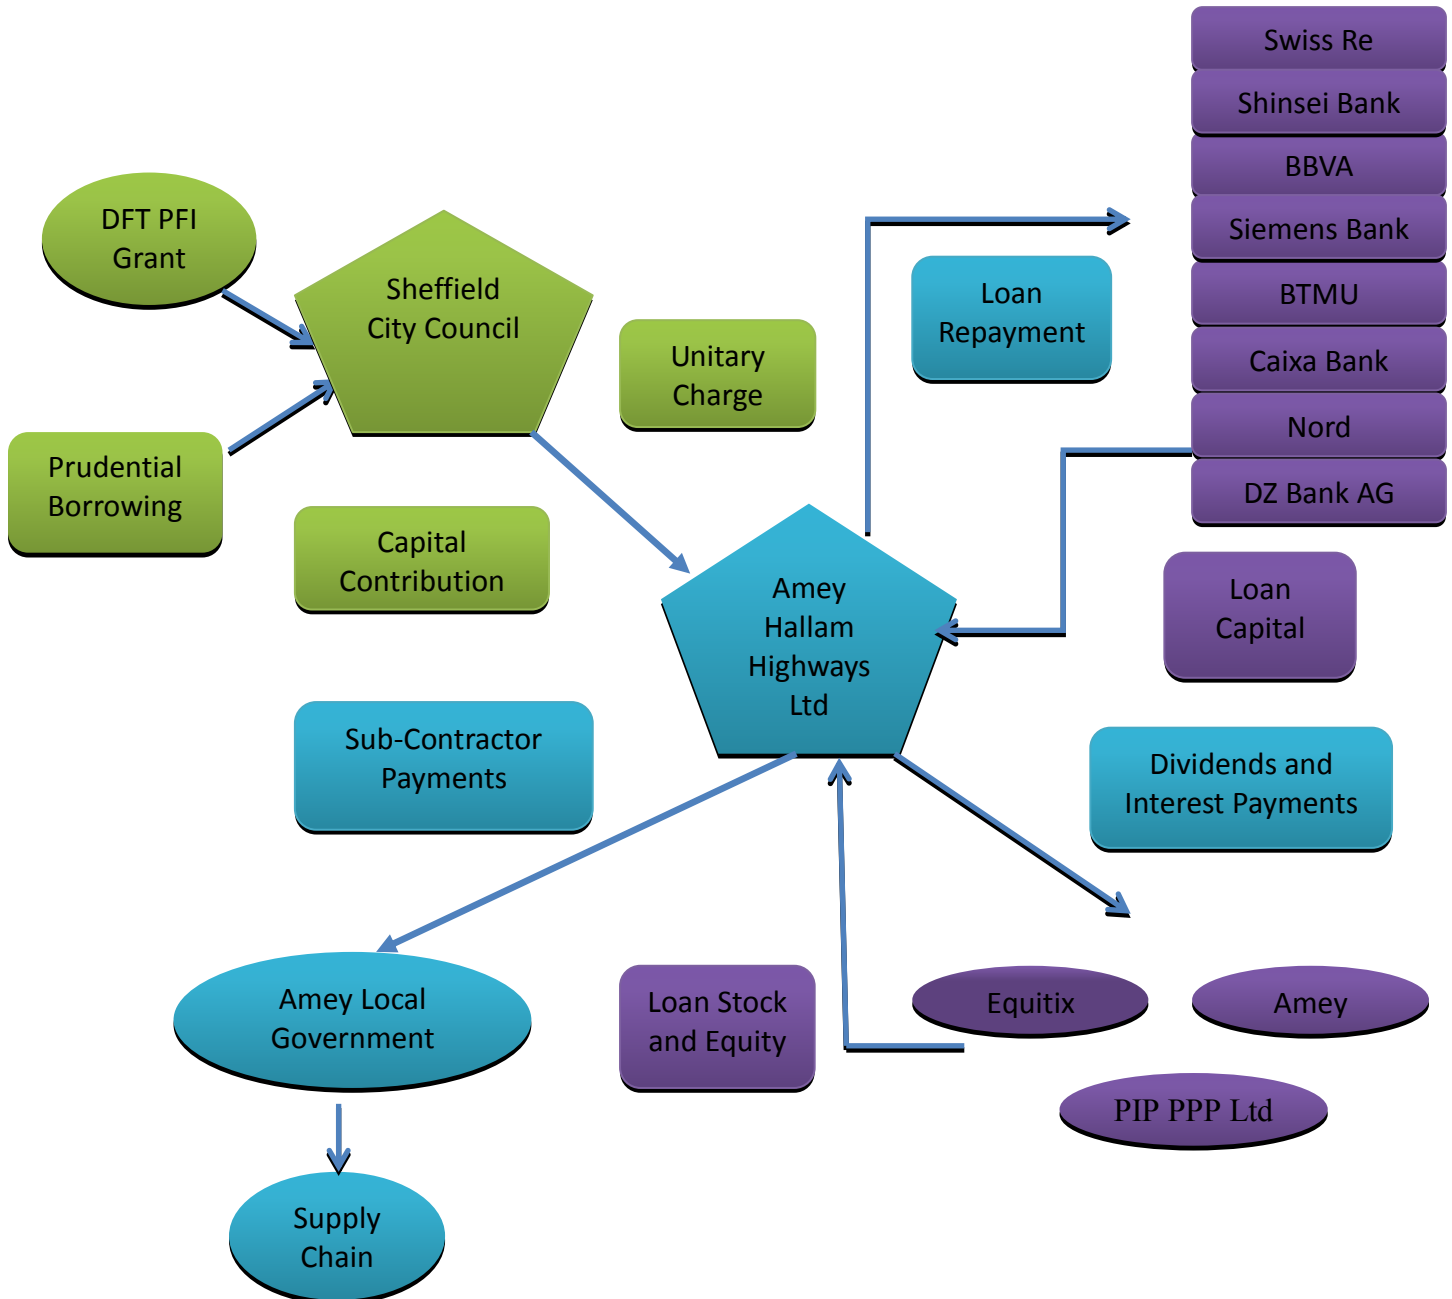 Swiss Re
Shinsei Bank
BBVA
Siemens Bank
BTMU
Caixa Bank
Nord
DZ Bank AG
DFT PFI
Grant
Sheffield
City Council
Prudential
Borrowing
Unitary
Charge
Capital
Contribution
Loan
Repayment
Amey
Hallam
Highways
Ltd
Loan
Capital
Sub-Contractor
Payments
Dividends and
Interest Payments
Amey Local
Government
Loan Stock
and Equity
Equitix
Amey
PIP PPP Ltd
Supply
Chain